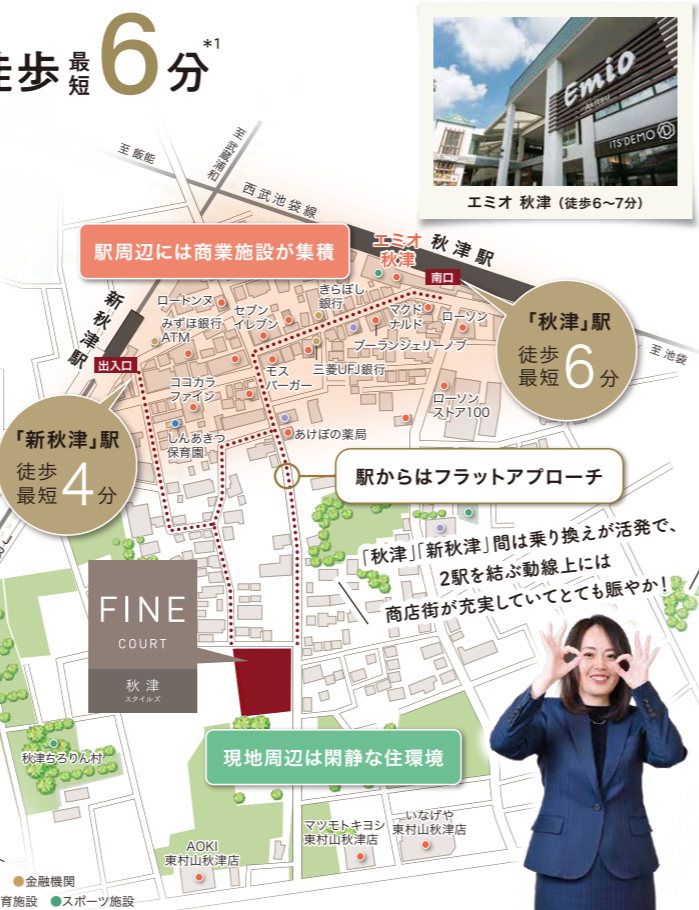 徒歩最短6分*1
Emio
AKITSU
ITS'DEMO
エミオ 秋津（徒歩6〜7分）
至 飯能
至 武蔵浦和
西武池袋線
駅周辺には商業施設が集積
エミオ
秋津
秋津駅
南口
新秋津駅
出入口
ロートンヌ
みずほ銀行
ATM
セブン
イレブン
きらぼし
銀行
マクド
ナルド
ローソン
ブーランジェリーノブ
三菱UFJ銀行
モス
バーガー
ココカラ
ファイン
しんあきつ
保育園
あけぼの薬局
ローソン
ストア100
「秋津」駅
徒歩
最短6分
至 池袋
「新秋津」駅
徒歩
最短4分
駅からはフラットアプローチ
「秋津」「新秋津」間は乗り換えが活発で、
2駅を結ぶ動線上には
商店街が充実していてとても賑やか！
FINE
COURT
秋津
スタイルズ
秋津ちろりん村
現地周辺は閑静な住環境
AOKI
東村山秋津店
マツモトキヨシ
東村山秋津店
いなげや
東村山秋津店
●金融機関
育施設 ●スポーツ施設